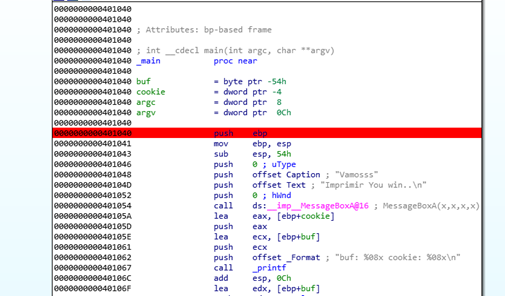 0000000000401040
0000000000401040
0000000000401040 ; Attributes: bp-based frame
0000000000401040
0000000000401040 ; int __cdecl main(int argc, char **argv)
0000000000401040 _main proc near
0000000000401040
0000000000401040 buf = byte ptr -54h
0000000000401040 cookie = dword ptr -4
0000000000401040 argc = dword ptr 8
0000000000401040 argv = dword ptr 0Ch
0000000000401040
0000000000401040 push ebp
0000000000401041 mov ebp, esp
0000000000401043 sub esp, 54h
0000000000401046 push 0 ; uType
0000000000401048 push offset Caption ; "Vamosss"
000000000040104D push offset Text ; "Imprimir You win..\n"
0000000000401052 push 0 ; hWnd
0000000000401054 call ds:__imp__MessageBoxA@16 ; MessageBoxA(x,x,x,x)
000000000040105A lea eax, [ebp+cookie]
000000000040105D push eax
000000000040105E lea ecx, [ebp+buf]
0000000000401061 push ecx
0000000000401062 push offset _Format ; "buf: %08x cookie: %08x\n"
0000000000401067 call _printf
000000000040106C add esp, 0Ch
000000000040106F lea edx, [ebp+buf]